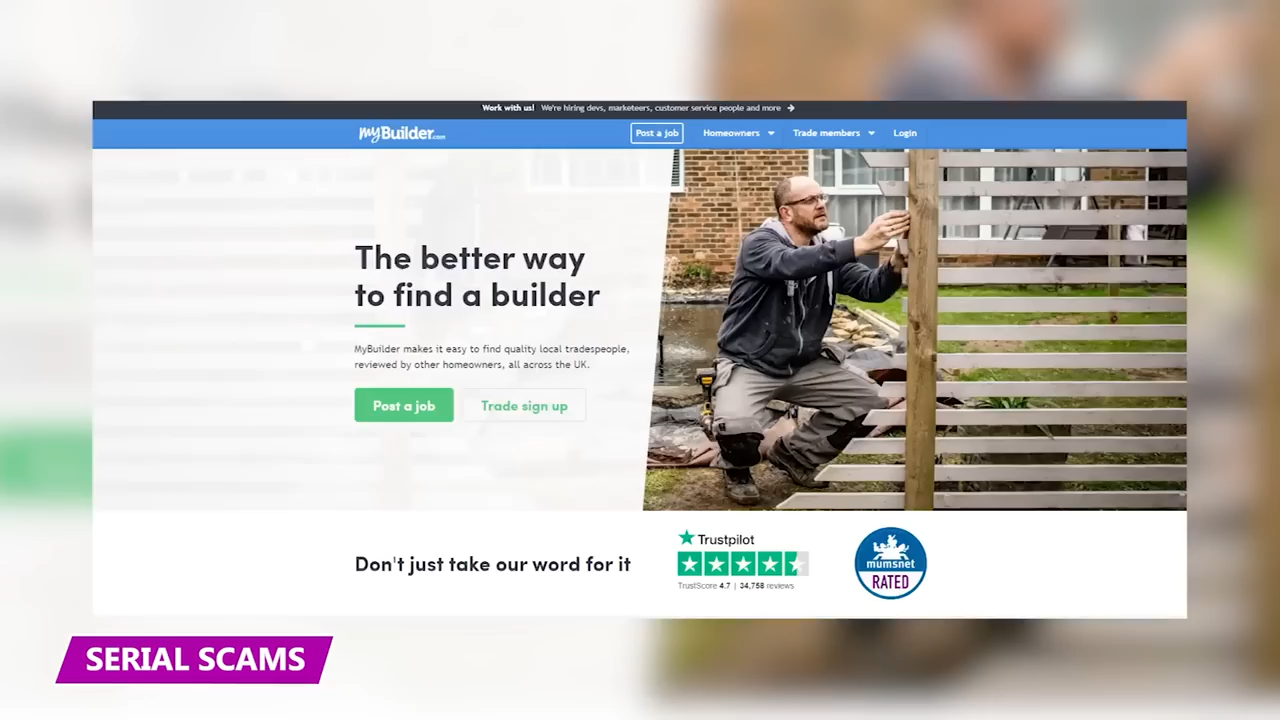 Work with us! We're hiring devs, marketeers, customer service people and more →
myBuilder.com
Post a job Homeowners Trade members Login
The better way
to find a builder
MyBuilder makes it easy to find quality local tradespeople,
reviewed by other homeowners, all across the UK.
Post a job Trade sign up
Don't just take our word for it
Trustpilot
TrustScore 4.7 | 34,758 reviews
mumsnet
RATED
SERIAL SCAMS